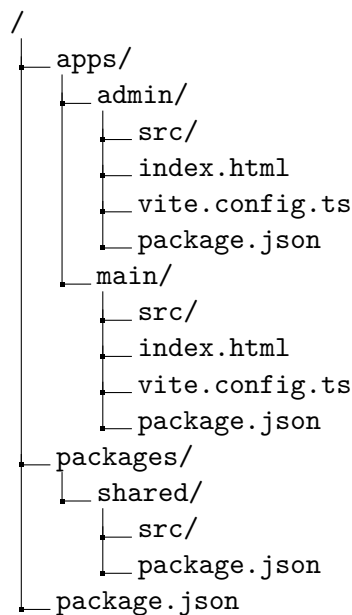 /
apps/
admin/
src/
index.html
vite.config.ts
package.json
main/
src/
index.html
vite.config.ts
package.json
packages/
shared/
src/
package.json
package.json